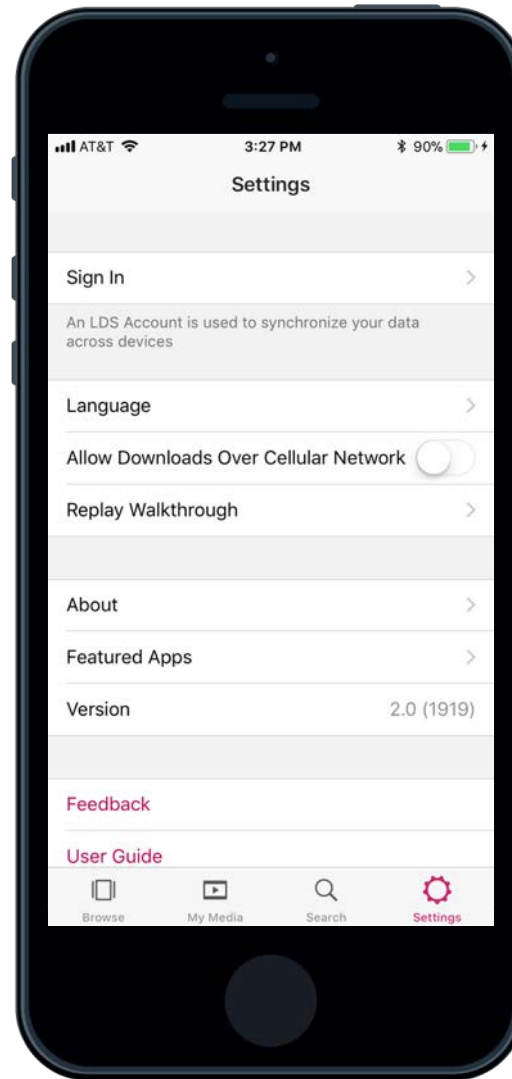 AT&T 3:27 PM 90%
Settings
Sign In
An LDS Account is used to synchronize your data
across devices
Language
Allow Downloads Over Cellular Network
Replay Walkthrough
About
Featured Apps
Version 2.0 (1919)
Feedback
User Guide
Browse My Media Search Settings